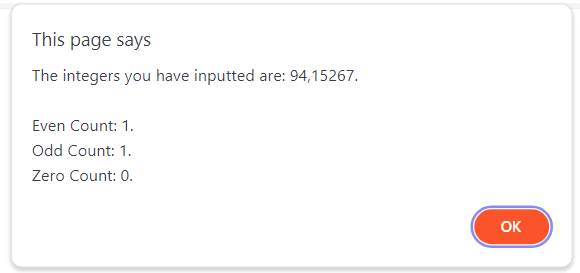 This page says
The integers you have inputted are: 94,15267.
Even Count: 1.
Odd Count: 1.
Zero Count: 0.
OK